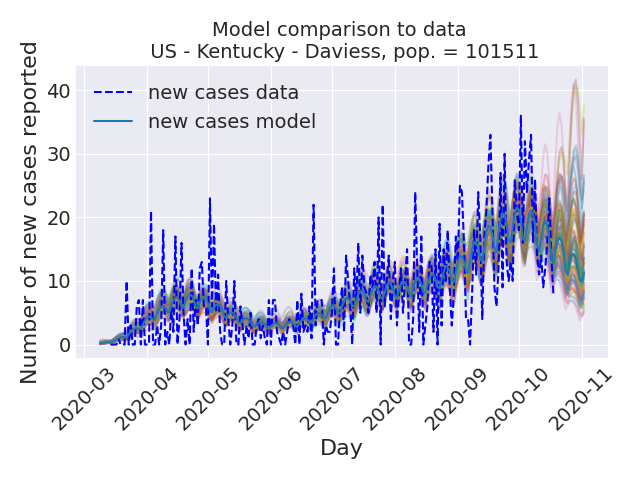 Model comparison to data
US - Kentucky - Daviess, pop. = 101511
Number of new cases reported
40
30
20
10
0
new cases data
new cases model
2020-03
2020-04
2020-05
2020-06
2020-07
2020-08
2020-09
2020-10
2020-11
Day